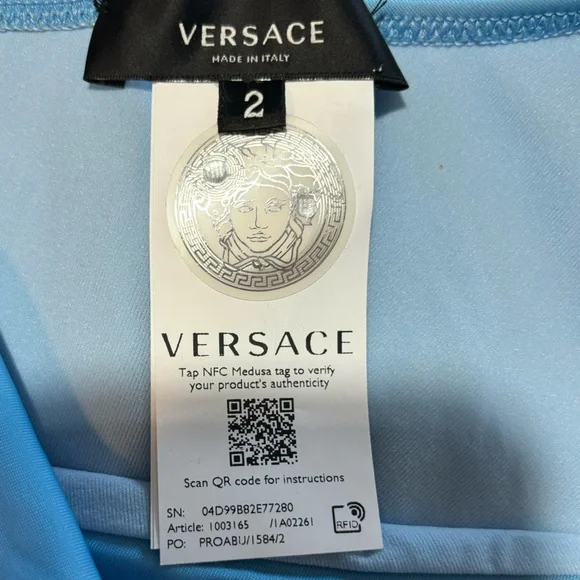 VERSACE
MADE IN ITALY
2
VERSACE
Tap NFC Medusa tag to verify
your product's authenticity
Scan QR code for instructions
SN: 04D99B82E77280
Article: 1003165 /1A02261
PO: PROABU/1584/2
RFID